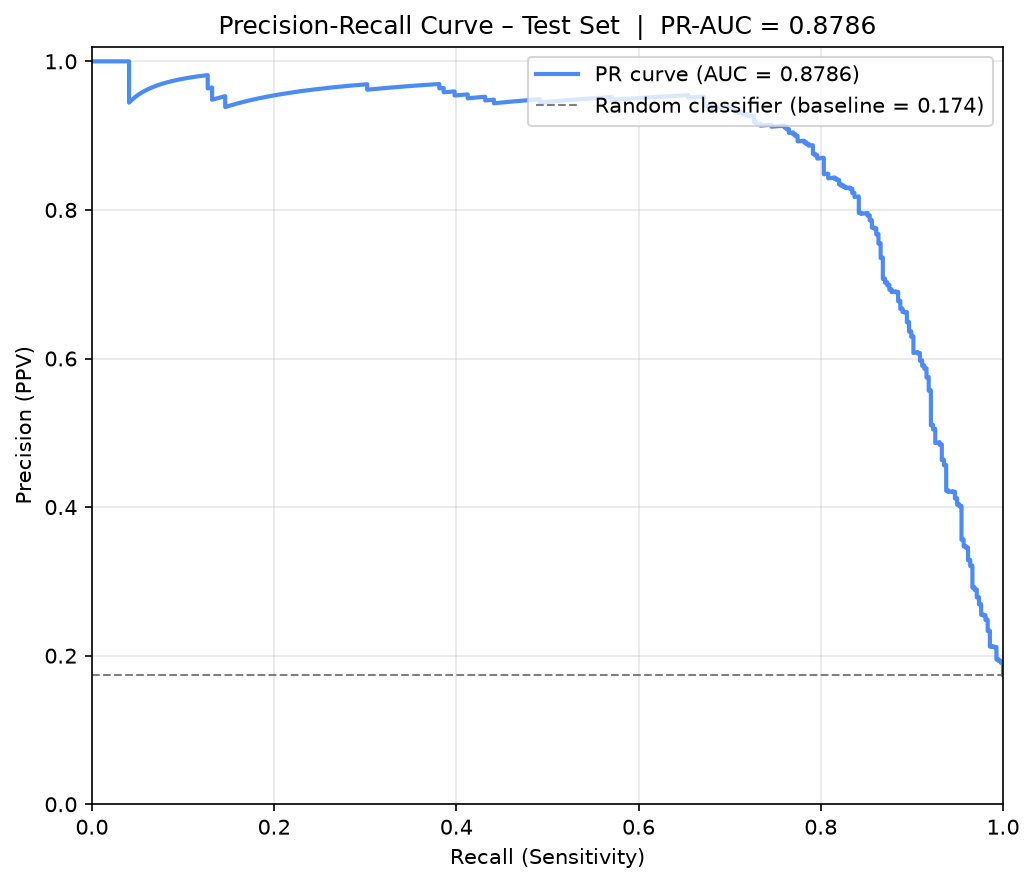 Precision-Recall Curve – Test Set | PR-AUC = 0.8786
PR curve (AUC = 0.8786)
Random classifier (baseline = 0.174)
Precision (PPV)
1.0
0.8
0.6
0.4
0.2
0.0
0.0 0.2 0.4 0.6 0.8 1.0
Recall (Sensitivity)